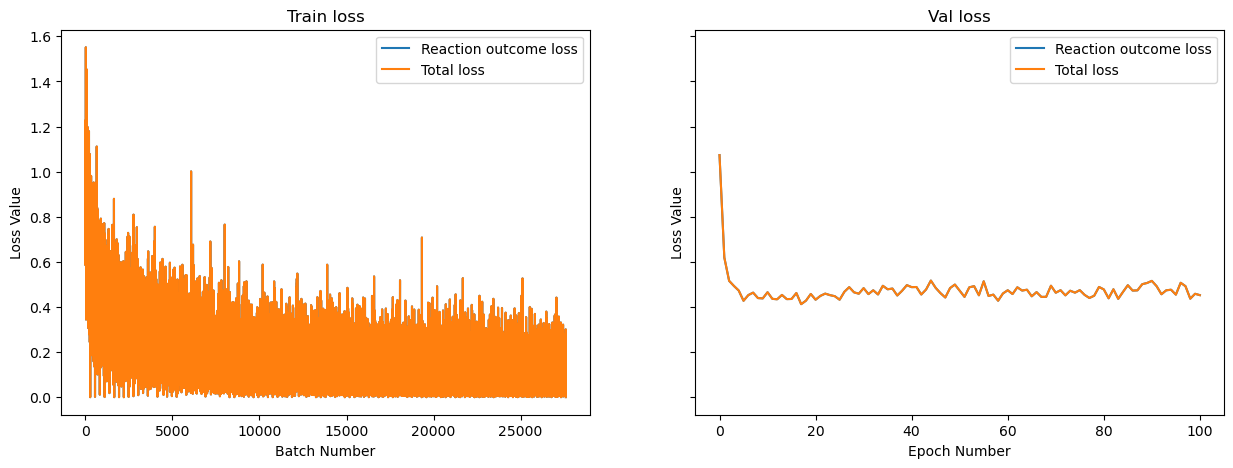 Train loss
Reaction outcome loss
Total loss
1.6
1.4
1.2
1.0
0.8
0.6
0.4
0.2
0.0
Loss Value
0
5000
10000
15000
20000
25000
Batch Number
Val loss
Reaction outcome loss
Total loss
Loss Value
0
20
40
60
80
100
Epoch Number